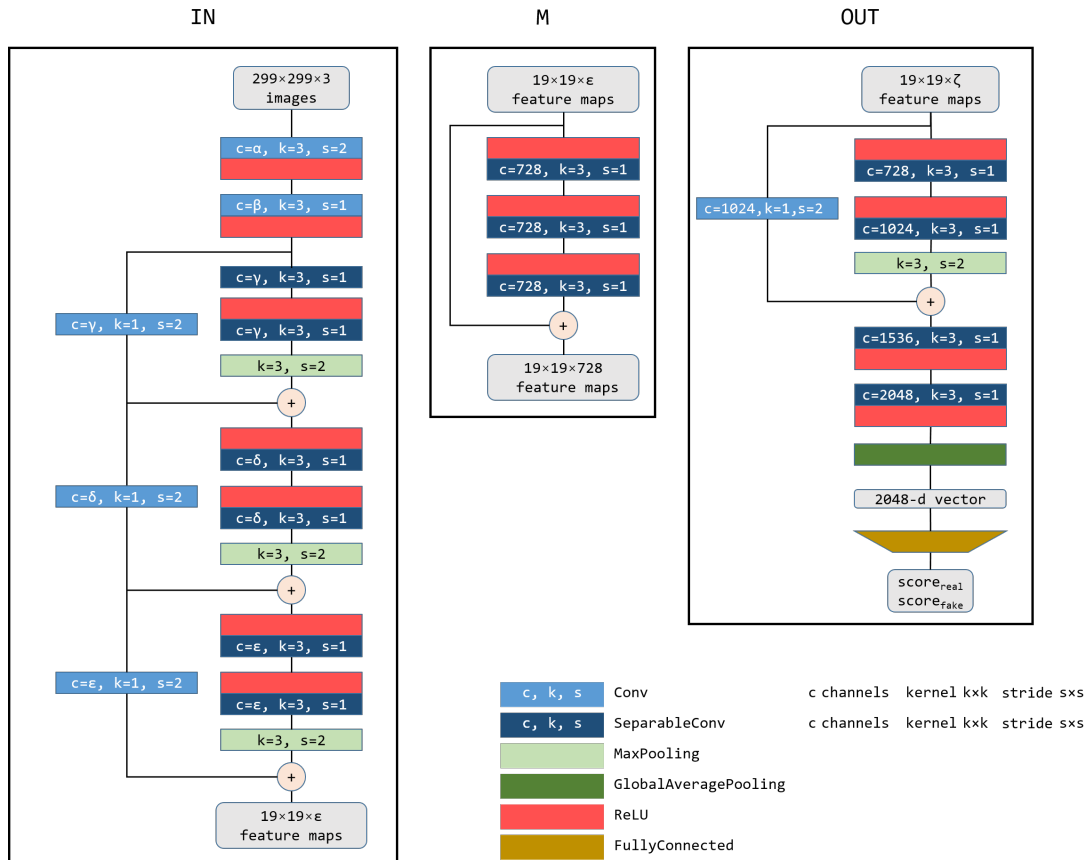 IN
299×299×3
images
c=α, k=3, s=2
c=β, k=3, s=1
c=γ, k=3, s=1
c=γ, k=1, s=2
c=γ, k=3, s=1
k=3, s=2
+
c=δ, k=3, s=1
c=δ, k=1, s=2
c=δ, k=3, s=1
k=3, s=2
+
c=ε, k=3, s=1
c=ε, k=1, s=2
c=ε, k=3, s=1
k=3, s=2
+
19×19×ε
feature maps
M
19×19×ε
feature maps
c=728, k=3, s=1
c=728, k=3, s=1
c=728, k=3, s=1
+
19×19×728
feature maps
OUT
19×19×ζ
feature maps
c=728, k=3, s=1
c=1024,k=1,s=2
c=1024, k=3, s=1
k=3, s=2
+
c=1536, k=3, s=1
c=2048, k=3, s=1
2048-d vector
score_real
score_fake
c, k, s Conv c channels kernel k×k stride s×s
c, k, s SeparableConv c channels kernel k×k stride s×s
MaxPooling
GlobalAveragePooling
ReLU
FullyConnected